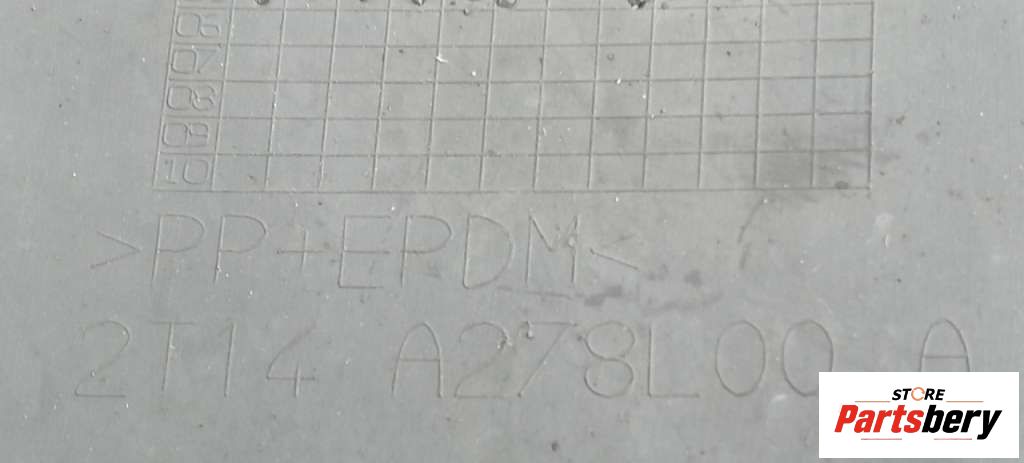 06
07
08
09
10
>PP+EPDM<
2T14 A278L00 A
STORE
Partsbery